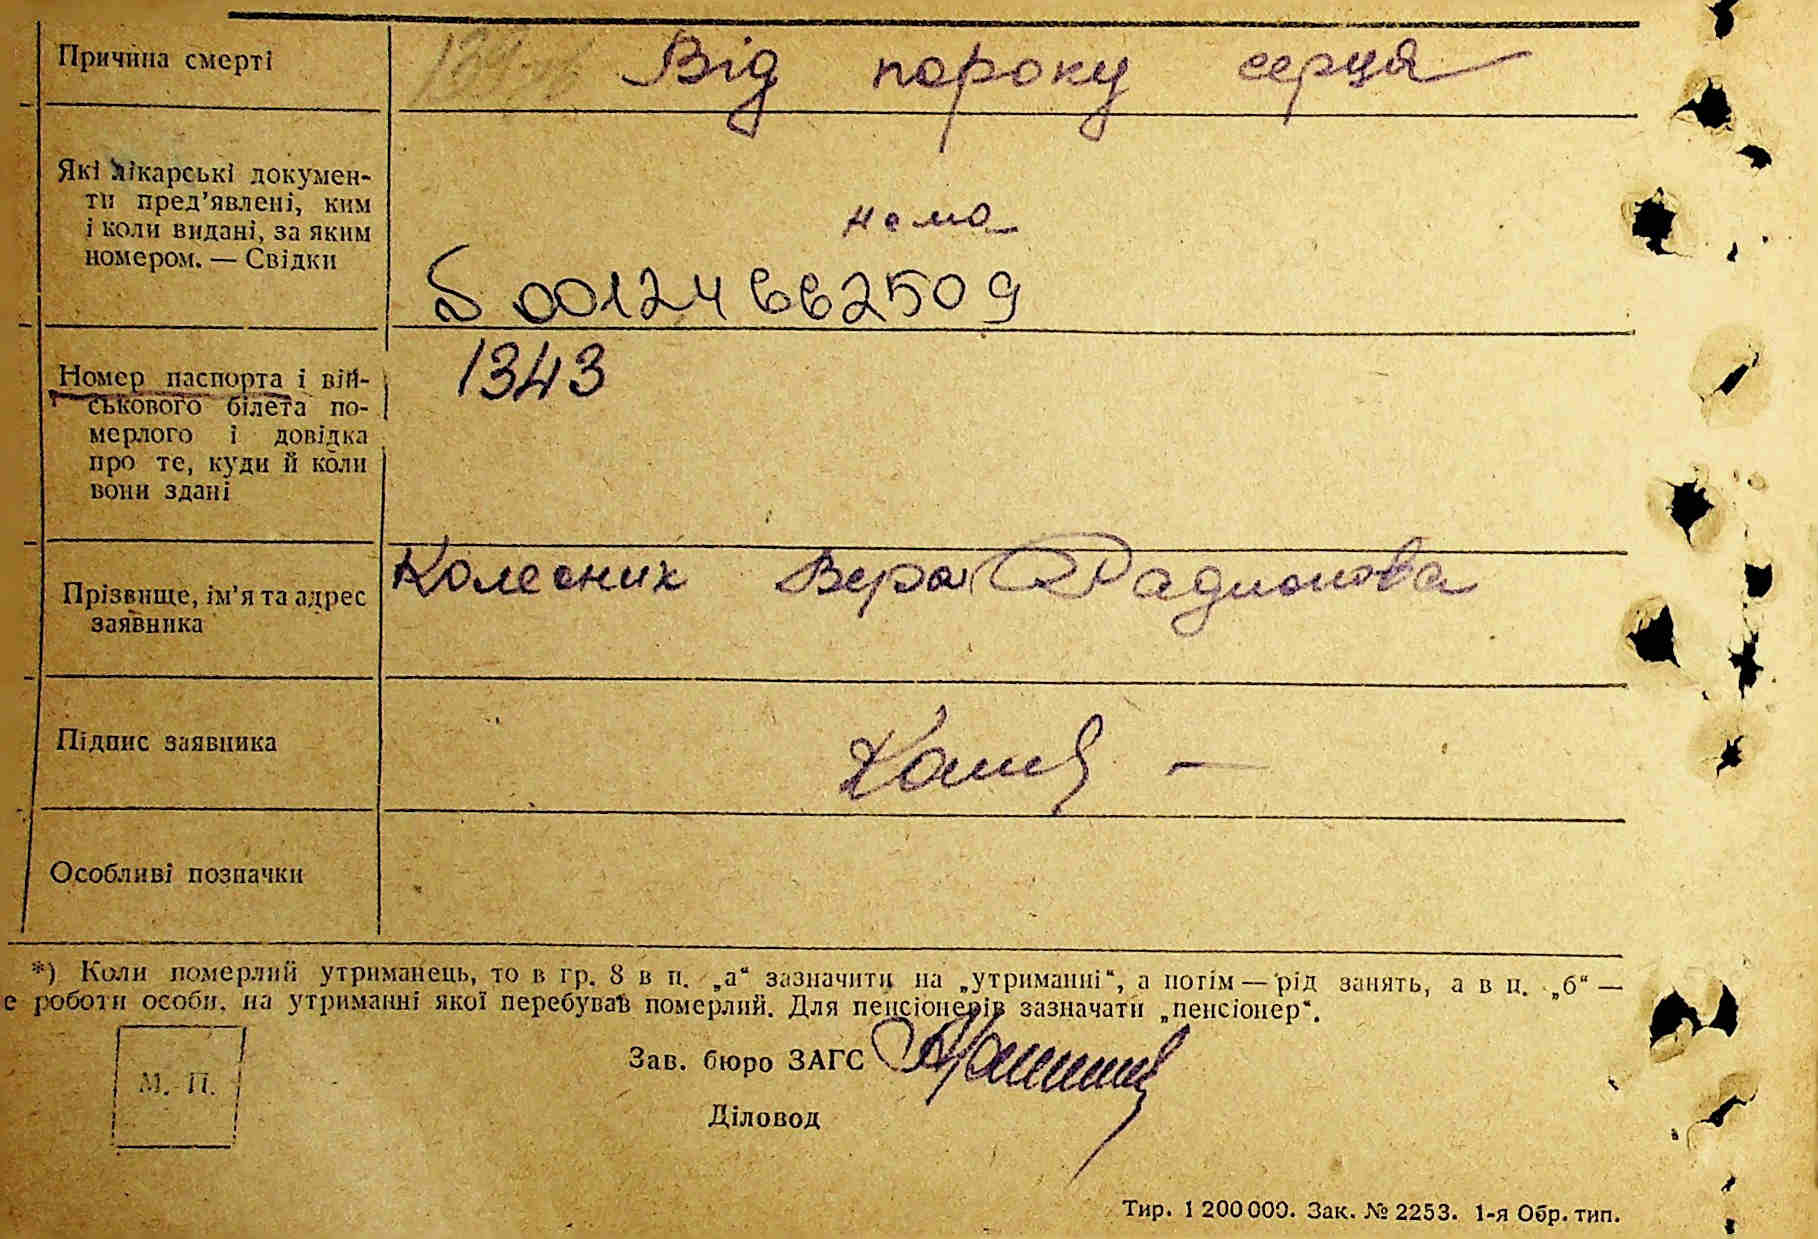 Причина смерті
Від пороку серця
Які лікарські докумен-
ти пред'явлені, ким
і коли видані, за яким
номером. — Свідки
нема
500124662509
Номер паспорта і вій-
ськового білета по-
мерлого і довідка
про те, куди й коли
вони здані
1343
Прізвище, ім'я та адрес
заявника
Колесник Вера Радионова
Підпис заявника
Особливі позначки
*) Коли померлий утриманець, то в гр. 8 в п. „а“ зазначити на „утриманні“, а потім — рід занять, а в п. „б“ —
е роботи особи, на утриманні якої перебував померлий. Для пенсіонерів зазначати „пенсіонер“.
М. П.
Зав. бюро ЗАГС
Діловод
Тир. 1 200 000. Зак. № 2253. 1-я Обр. тип.